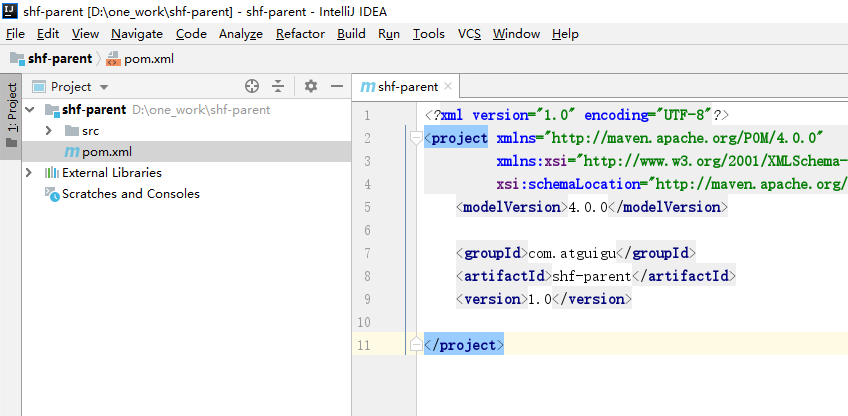 shf-parent [D:\one_work\shf-parent] - shf-parent - IntelliJ IDEA
File Edit View Navigate Code Analyze Refactor Build Run Tools VCS Window Help
shf-parent pom.xml
1: Project
Project
shf-parent D:\one_work\shf-parent
src
pom.xml
External Libraries
Scratches and Consoles
shf-parent
1 <?xml version="1.0" encoding="UTF-8"?>
2 <project xmlns="http://maven.apache.org/POM/4.0.0"
3 xmlns:xsi="http://www.w3.org/2001/XMLSchema-
4 xsi:schemaLocation="http://maven.apache.org/
5 <modelVersion>4.0.0</modelVersion>
6
7 <groupId>com.atguigu</groupId>
8 <artifactId>shf-parent</artifactId>
9 <version>1.0</version>
10
11 </project>